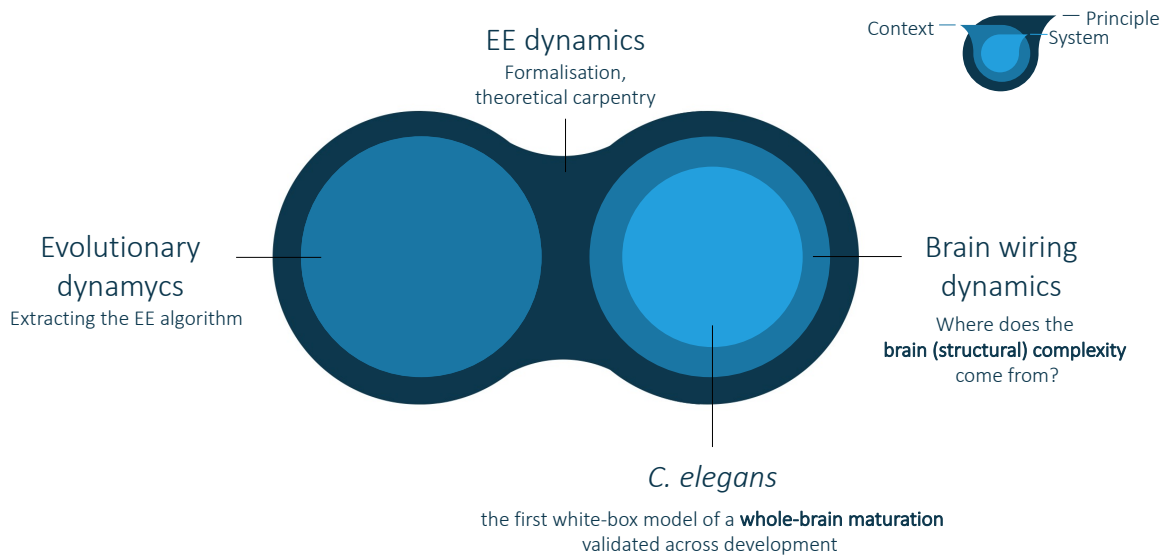 EE dynamics
Formalisation,
theoretical carpentry
Context
Principle
System
Evolutionary
dynamycs
Extracting the EE algorithm
Brain wiring
dynamics
Where does the
brain (structural) complexity
come from?
C. elegans
the first white-box model of a whole-brain maturation
validated across development